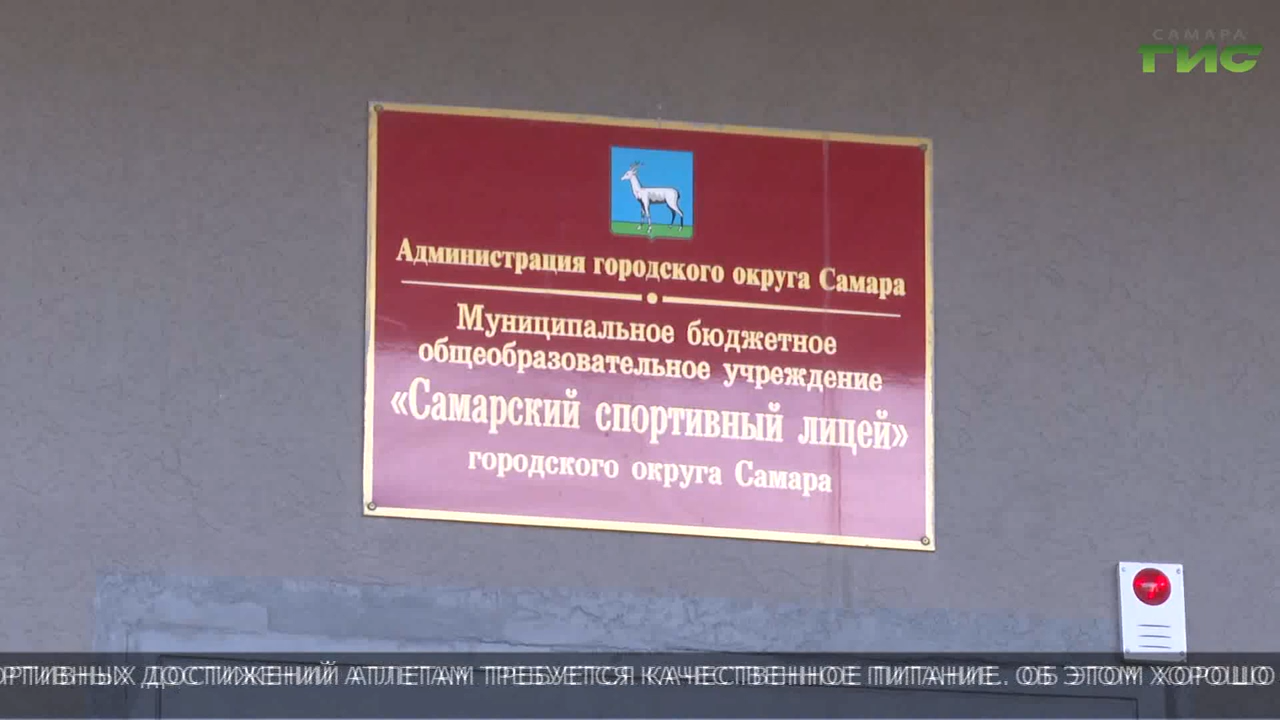 САМАРА
ГИС
Администрация городского округа Самара
Муниципальное бюджетное
общеобразовательное учреждение
«Самарский спортивный лицей»
городского округа Самара
ОРТИВНЫХ ДОСТИЖЕНИЙ АТЛЕТАМ ТРЕБУЕТСЯ КАЧЕСТВЕННОЕ ПИТАНИЕ. ОБ ЭТОМ ХОРОШО